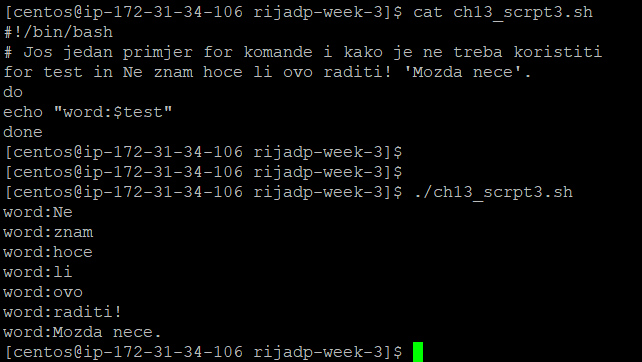 [centos@ip-172-31-34-106 rijadp-week-3]$ cat ch13_scrpt3.sh
#!/bin/bash
# Jos jedan primjer for komande i kako je ne treba koristiti
for test in Ne znam hoce li ovo raditi! 'Mozda nece'.
do
echo "word:$test"
done
[centos@ip-172-31-34-106 rijadp-week-3]$
[centos@ip-172-31-34-106 rijadp-week-3]$
[centos@ip-172-31-34-106 rijadp-week-3]$ ./ch13_scrpt3.sh
word:Ne
word:znam
word:hoce
word:li
word:ovo
word:raditi!
word:Mozda nece.
[centos@ip-172-31-34-106 rijadp-week-3]$